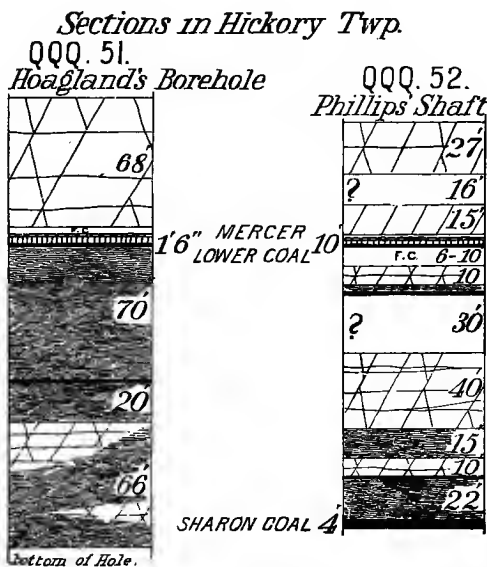 Sections in Hickory Twp.
QQQ. 51.
Hoagland's Borehole
68'
F.C.
1'6"
70'
20'
66'
bottom of Hole.
MERCER
LOWER COAL
SHARON COAL
QQQ. 52.
Phillips' Shaft
27'
? 16'
15'
10'
F.C. 6-10
10
? 30'
40'
15'
10
22'
4'